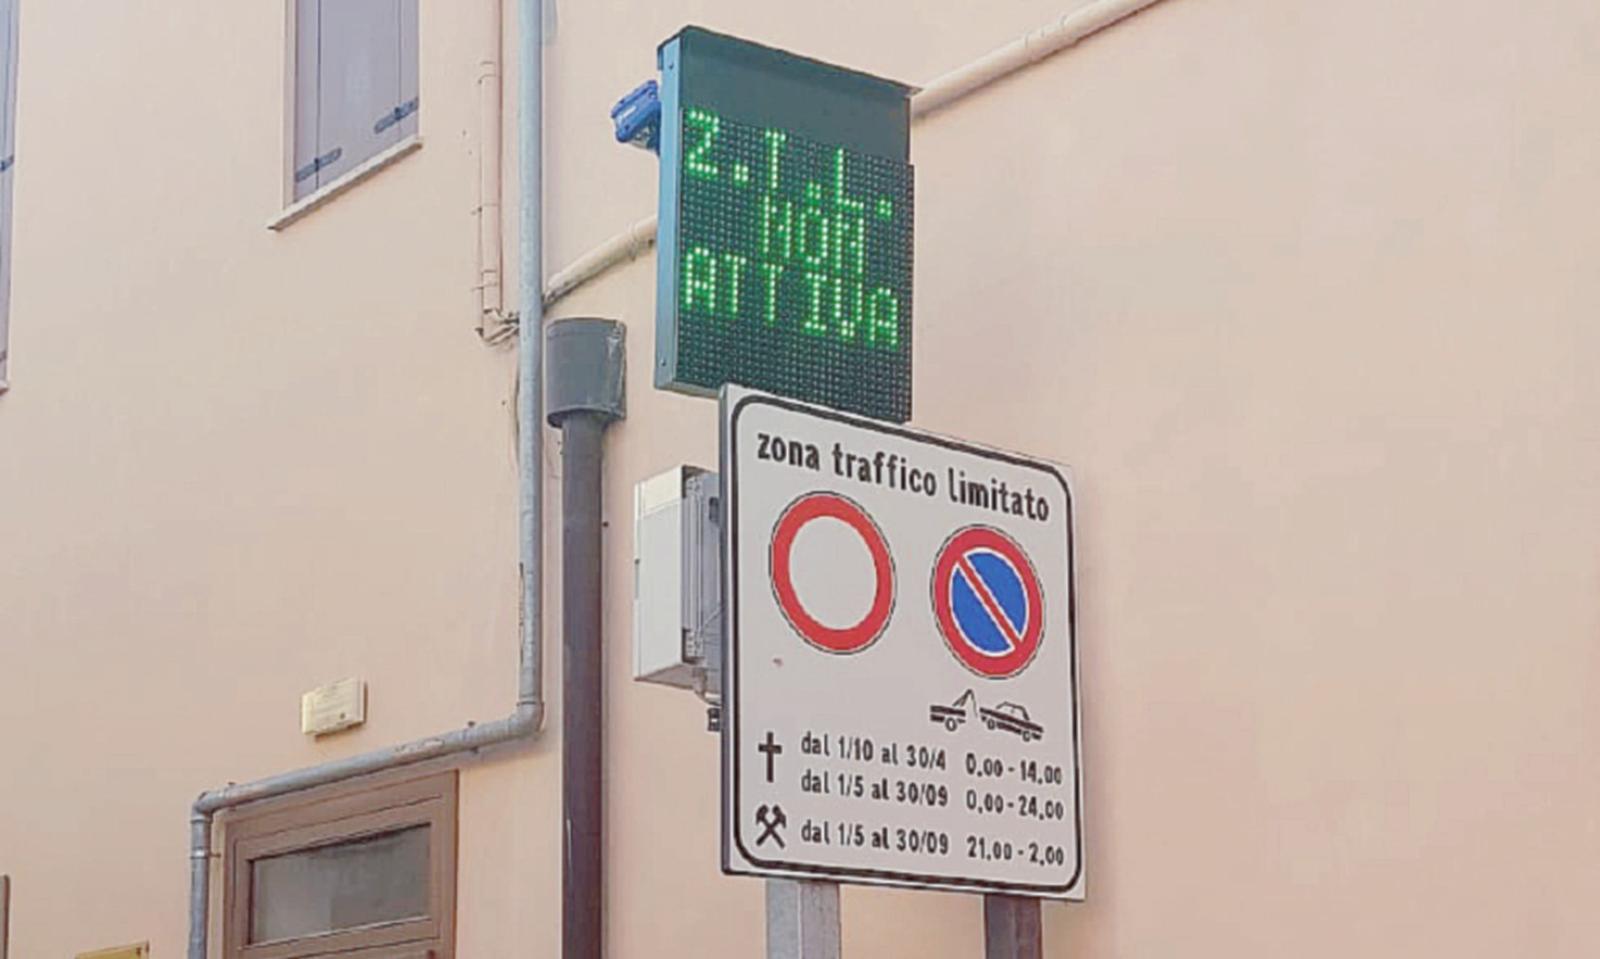 Z.T.L.
NON
ATTIVA
zona traffico limitato
dal 1/10 al 30/4 0.00-14.00
dal 1/5 al 30/09 0.00-24.00
dal 1/5 al 30/09 21.00-2.00